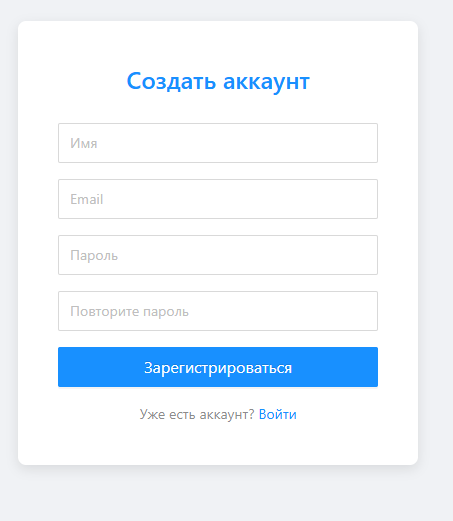 Создать аккаунт
Имя
Email
Пароль
Повторите пароль
Зарегистрироваться
Уже есть аккаунт? Войти